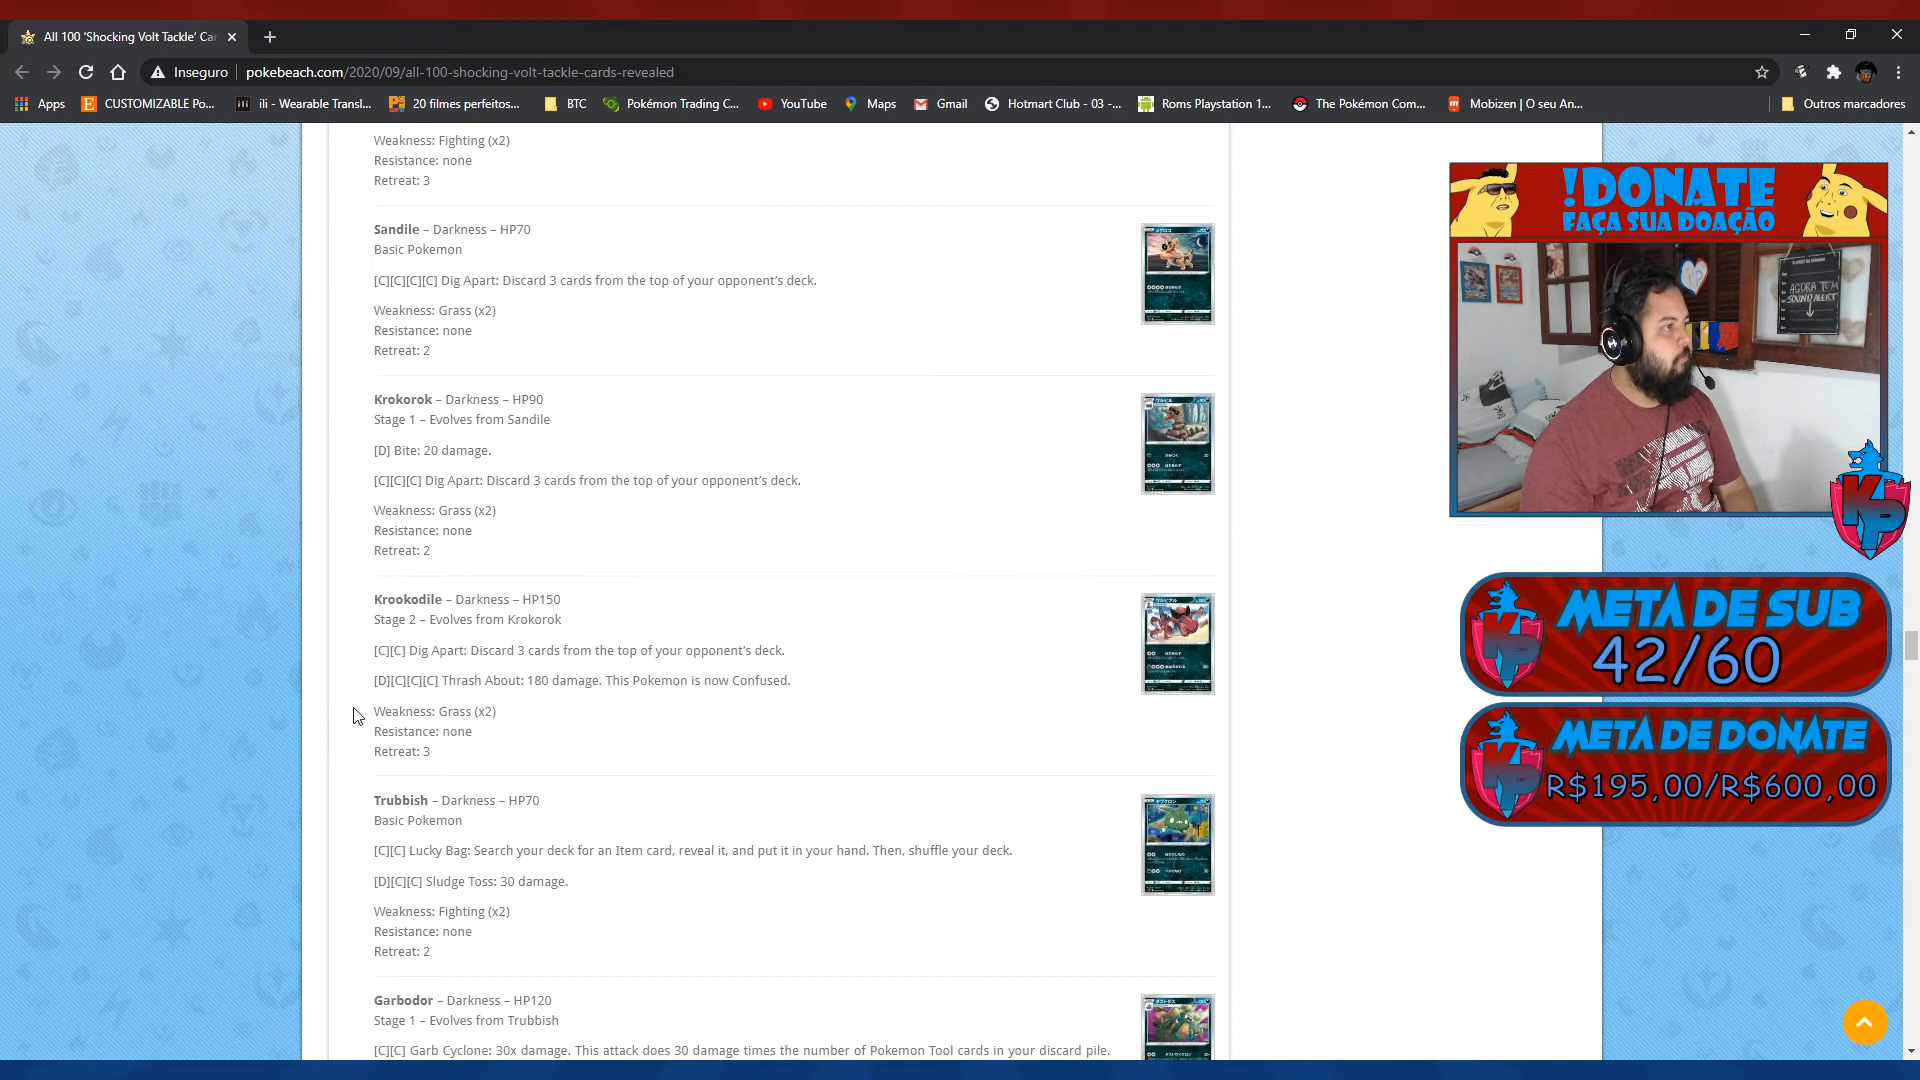 All 100 'Shocking Volt Tackle' Ca
Inseguro
pokebeach.com/2020/09/all-100-shocking-volt-tackle-cards-revealed
Apps
CUSTOMIZABLE Po...
ili
ili - Wearable Transl...
20 filmes perfeitos...
BTC
Pokémon Trading C...
YouTube
Maps
Gmail
Hotmart Club - 03 -...
Roms Playstation 1...
The Pokémon Com...
Mobizen | O seu An...
Outros marcadores
Weakness: Fighting (x2)
Resistance: none
Retreat: 3
Sandile – Darkness – HP70
Basic Pokemon
[C][C][C][C] Dig Apart: Discard 3 cards from the top of your opponent’s deck.
Weakness: Grass (x2)
Resistance: none
Retreat: 2
Krokorok – Darkness – HP90
Stage 1 – Evolves from Sandile
[D] Bite: 20 damage.
[C][C][C] Dig Apart: Discard 3 cards from the top of your opponent’s deck.
Weakness: Grass (x2)
Resistance: none
Retreat: 2
Krookodile – Darkness – HP150
Stage 2 – Evolves from Krokorok
[C][C] Dig Apart: Discard 3 cards from the top of your opponent’s deck.
[D][C][C][C] Thrash About: 180 damage. This Pokemon is now Confused.
Weakness: Grass (x2)
Resistance: none
Retreat: 3
Trubbish – Darkness – HP70
Basic Pokemon
[C][C] Lucky Bag: Search your deck for an Item card, reveal it, and put it in your hand. Then, shuffle your deck.
[D][C][C] Sludge Toss: 30 damage.
Weakness: Fighting (x2)
Resistance: none
Retreat: 2
Garbodor – Darkness – HP120
Stage 1 – Evolves from Trubbish
[C][C] Garb Cyclone: 30x damage. This attack does 30 damage times the number of Pokemon Tool cards in your discard pile.
!DONATE
FAÇA SUA DOAÇÃO
AGORA TEM
SOUND ALERT
KP
KP
META DE SUB
42/60
KP
META DE DONATE
R$195,00/R$600,00